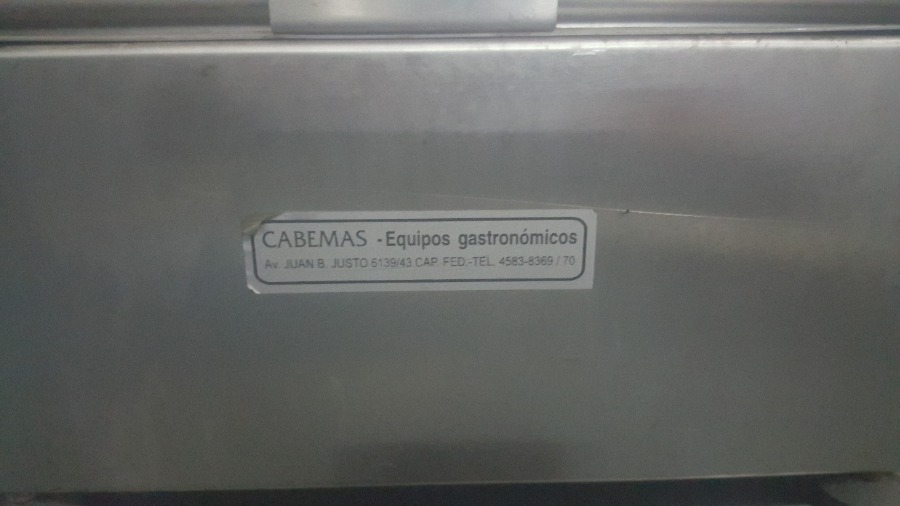 CABEMAS - Equipos gastronómicos
Av. JUAN B. JUSTO 6139/43 CAP. FED.-TEL. 4583-8369 / 70